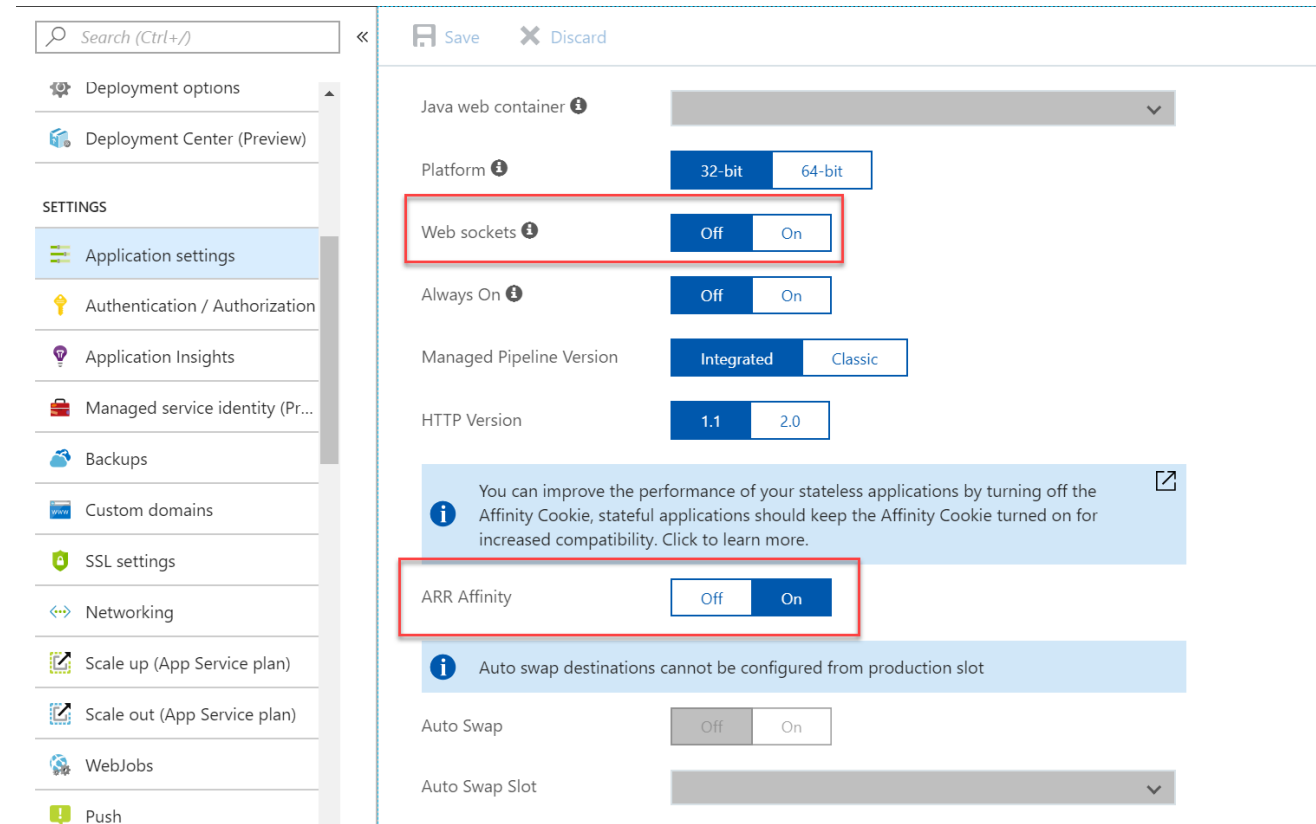 Search (Ctrl+/)
Deployment options
Deployment Center (Preview)
SETTINGS
Application settings
Authentication / Authorization
Application Insights
Managed service identity (Pr...
Backups
Custom domains
SSL settings
Networking
Scale up (App Service plan)
Scale out (App Service plan)
WebJobs
Push
Save Discard
Java web container
Platform 32-bit 64-bit
Web sockets Off On
Always On Off On
Managed Pipeline Version Integrated Classic
HTTP Version 1.1 2.0
You can improve the performance of your stateless applications by turning off the
Affinity Cookie, stateful applications should keep the Affinity Cookie turned on for
increased compatibility. Click to learn more.
ARR Affinity Off On
Auto swap destinations cannot be configured from production slot
Auto Swap Off On
Auto Swap Slot